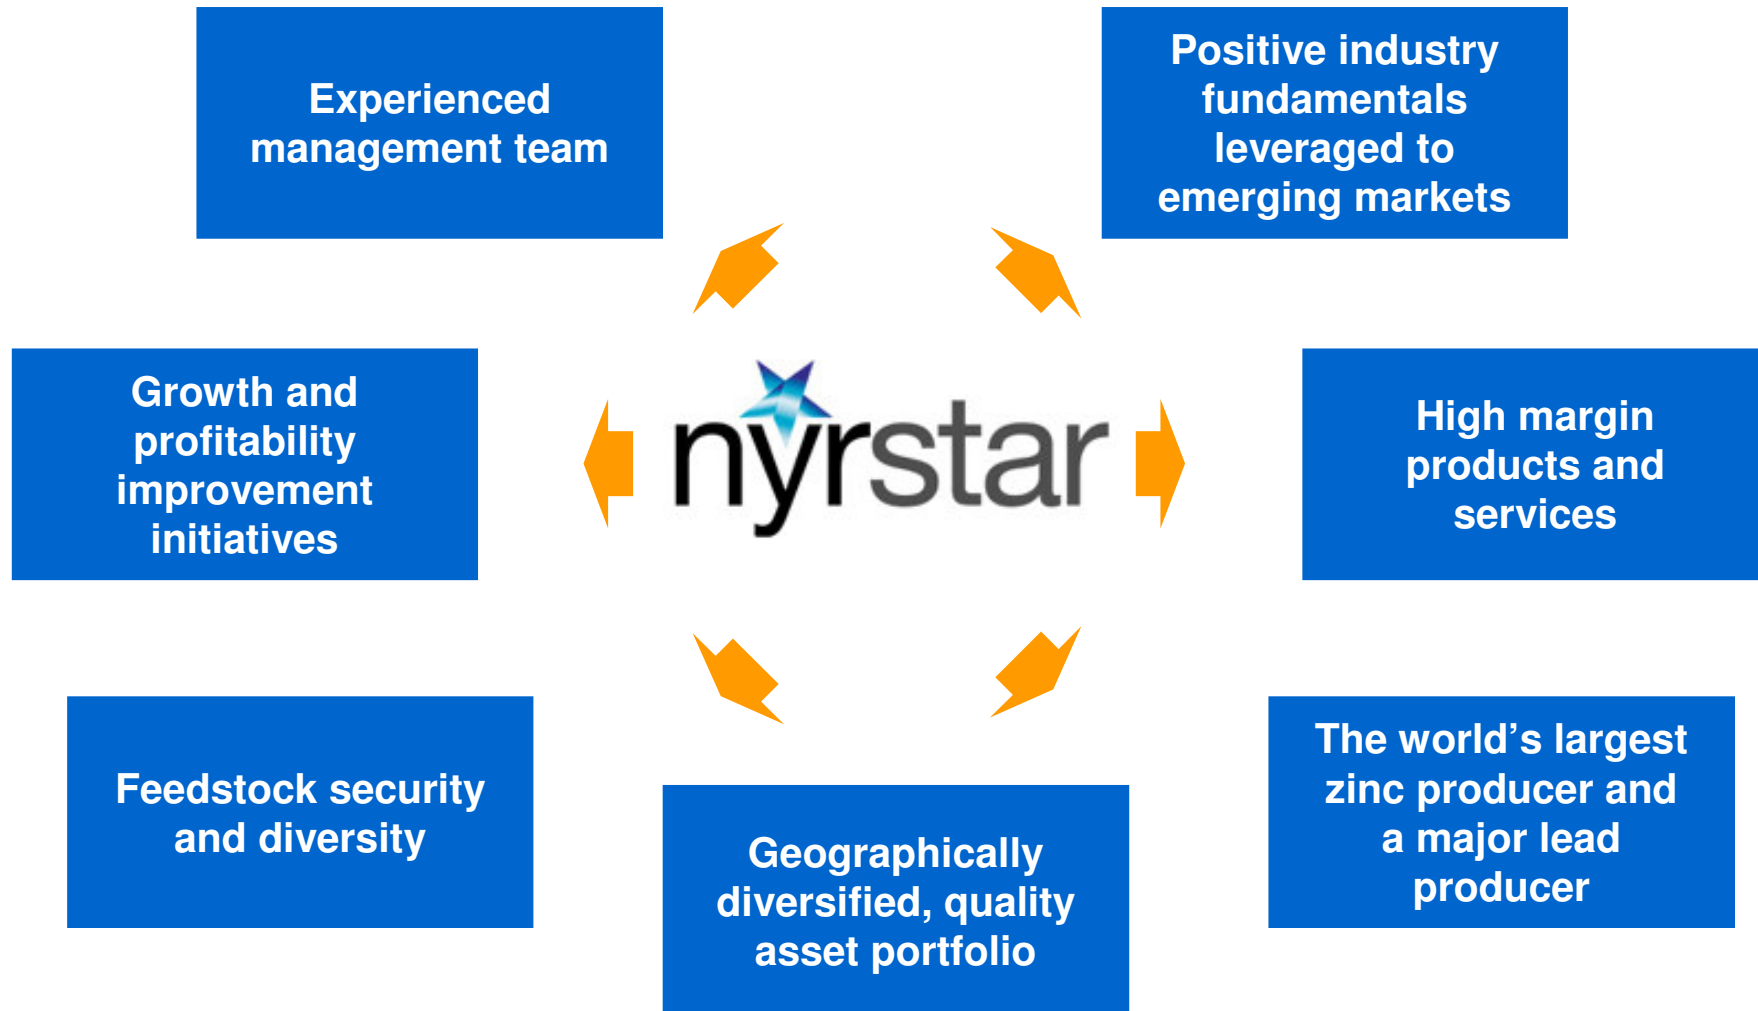 Experienced
management team
Positive industry
fundamentals
leveraged to
emerging markets
Growth and
profitability
improvement
initiatives
nyrstar
High margin
products and
services
Feedstock security
and diversity
Geographically
diversified, quality
asset portfolio
The world’s largest
zinc producer and
a major lead
producer